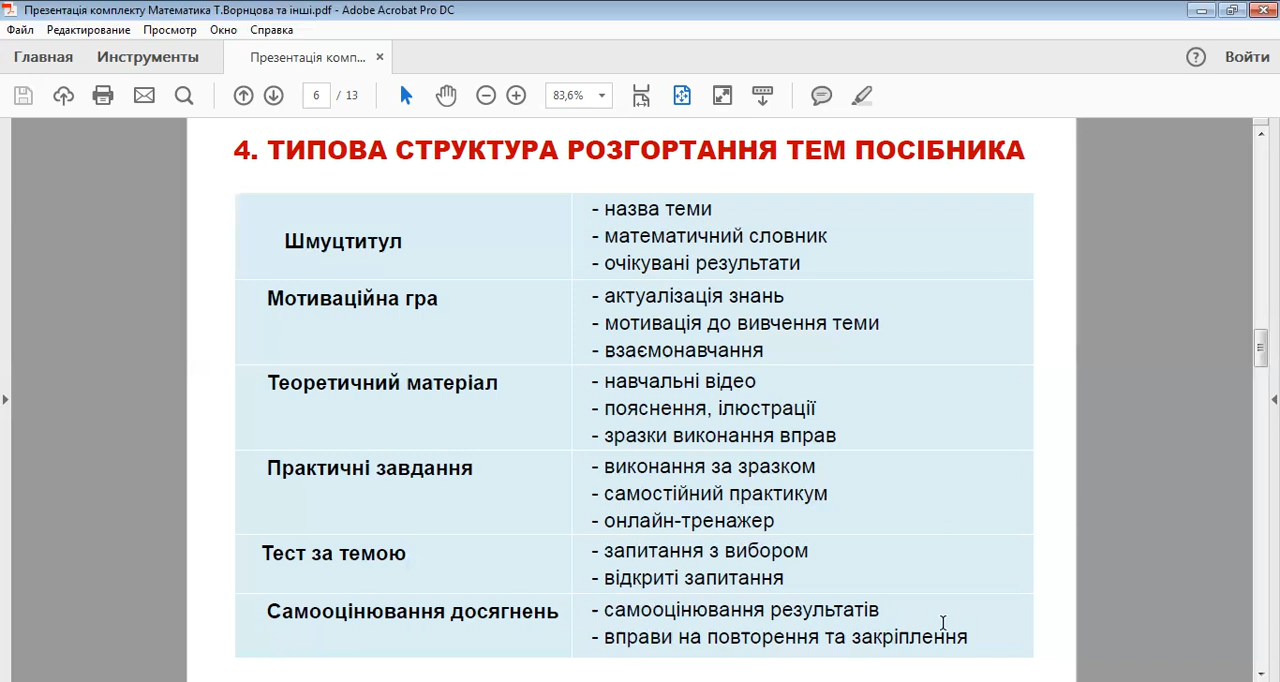 Презентація комплекту Математика Т.Ворнцова та інші.pdf - Adobe Acrobat Pro DC
Файл Редактирование Просмотр Окно Справка
Главная Инструменты Презентація комп... × ? Войти
6 / 13 83,6%
4. ТИПОВА СТРУКТУРА РОЗГОРТАННЯ ТЕМ ПОСІБНИКА
Шмуцтитул
- назва теми
- математичний словник
- очікувані результати
Мотиваційна гра
- актуалізація знань
- мотивація до вивчення теми
- взаємонавчання
Теоретичний матеріал
- навчальні відео
- пояснення, ілюстрації
- зразки виконання вправ
Практичні завдання
- виконання за зразком
- самостійний практикум
- онлайн-тренажер
Тест за темою
- запитання з вибором
- відкриті запитання
Самооцінювання досягнень
- самооцінювання результатів
- вправи на повторення та закріплення